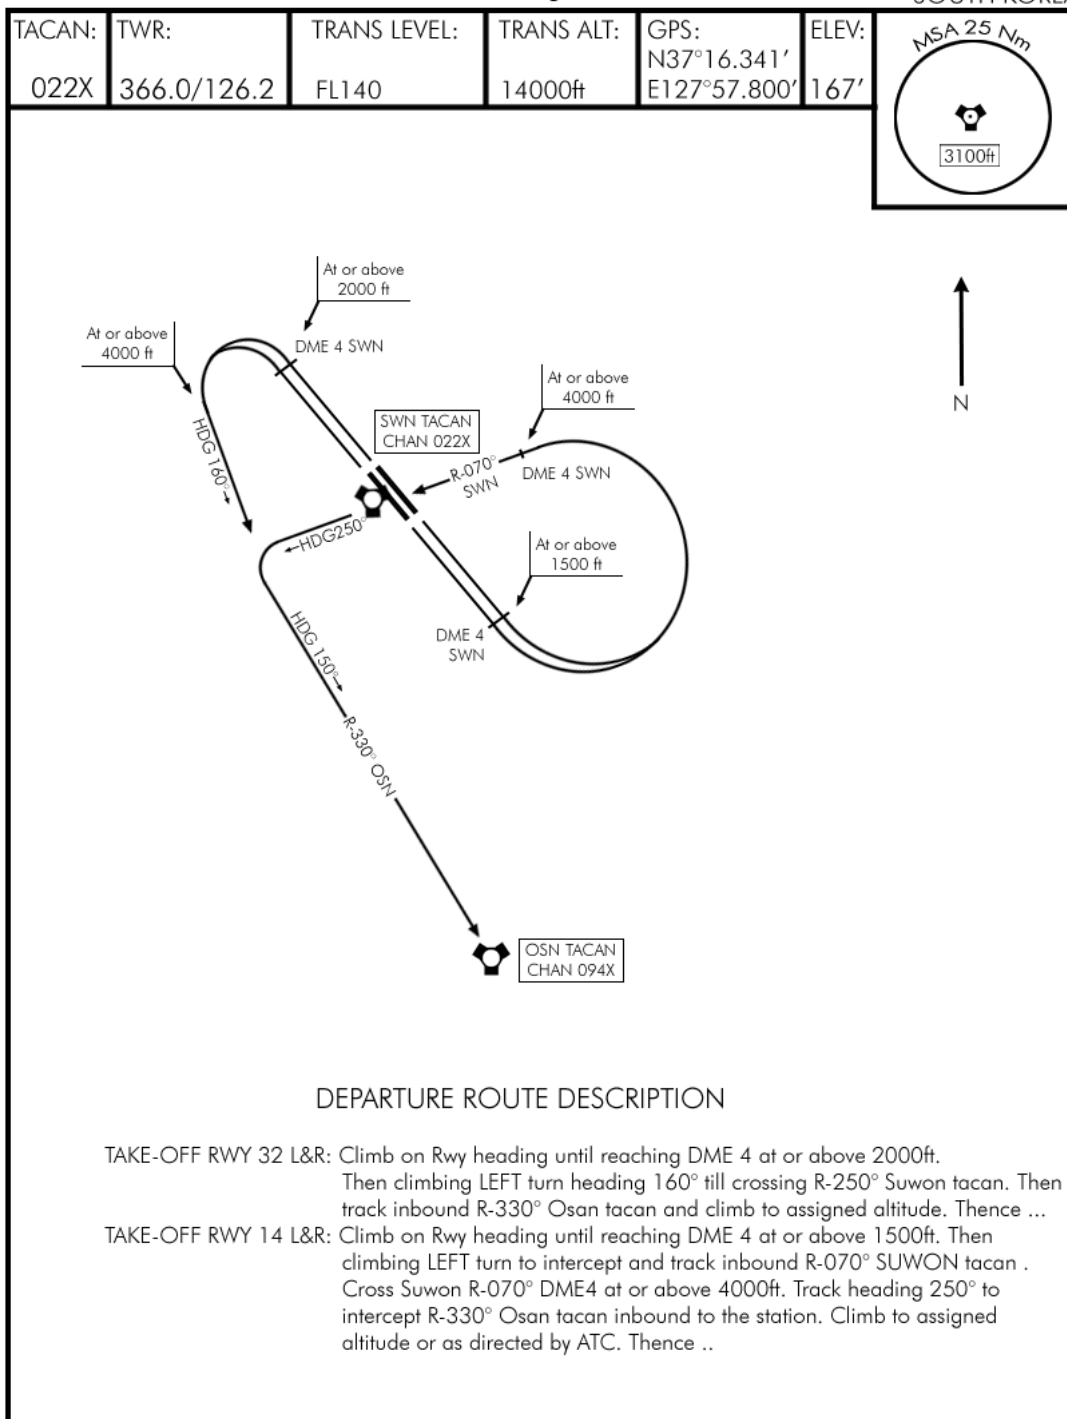 SOUTH KOREA
TACAN:
022X
TWR:
366.0/126.2
TRANS LEVEL:
FL140
TRANS ALT:
14000ft
GPS:
N37°16.341'
E127°57.800'
ELEV:
167'
MSA 25 Nm
3100ft
At or above
2000 ft
DME 4 SWN
At or above
4000 ft
HDG 160°
SWN TACAN
CHAN 022X
At or above
4000 ft
R-070°
SWN
DME 4 SWN
N
HDG250°
At or above
1500 ft
DME 4
SWN
HDG 150°
R-330° OSN
OSN TACAN
CHAN 094X
DEPARTURE ROUTE DESCRIPTION
TAKE-OFF RWY 32 L&R: Climb on Rwy heading until reaching DME 4 at or above 2000ft.
Then climbing LEFT turn heading 160° till crossing R-250° Suwon tacan. Then
track inbound R-330° Osan tacan and climb to assigned altitude. Thence ...
TAKE-OFF RWY 14 L&R: Climb on Rwy heading until reaching DME 4 at or above 1500ft. Then
climbing LEFT turn to intercept and track inbound R-070° SUWON tacan .
Cross Suwon R-070° DME4 at or above 4000ft. Track heading 250° to
intercept R-330° Osan tacan inbound to the station. Climb to assigned
altitude or as directed by ATC. Thence ..